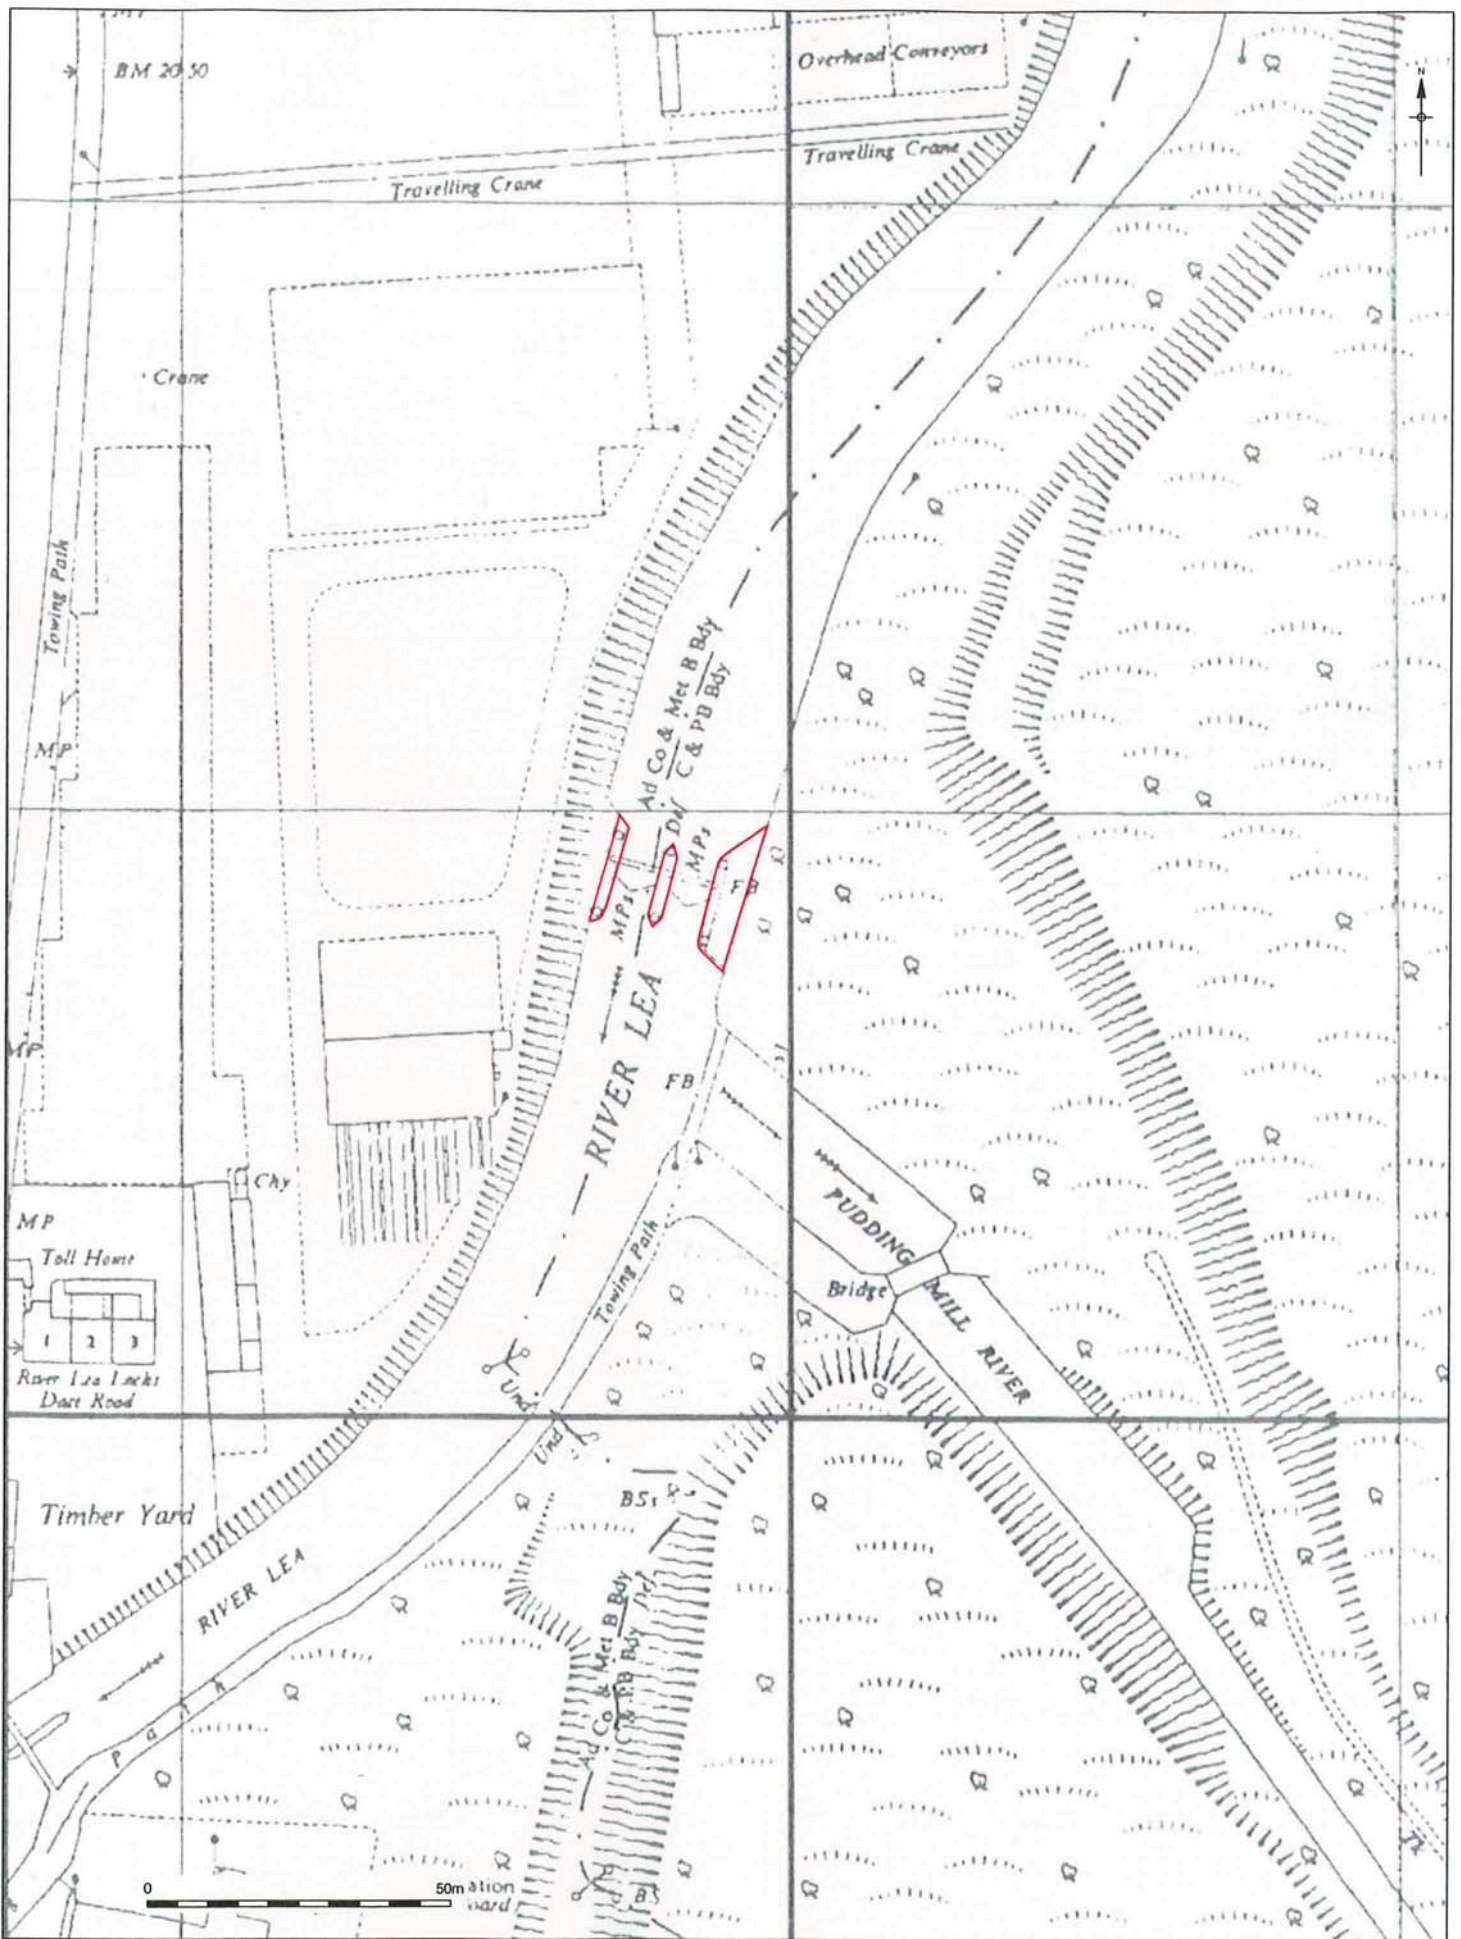 N
BM 20·50
Overhead Conveyors
Travelling Crane
Travelling Crane
Crane
Towing Path
MP
Ad Co & Met B Bdy
Def
C & PB Bdy
MPs
MPs
FB
RIVER LEA
MP
FB
Chy
MP
Toll House
1 2 3
River Lea Locks
Dace Road
Towing Path
PUDDING MILL RIVER
Bridge
Und
Und
BSs
Timber Yard
RIVER LEA
Ad Co & Met B Bdy
C & PB Bdy
Def
Path
Tk
BS
0 50m
ation